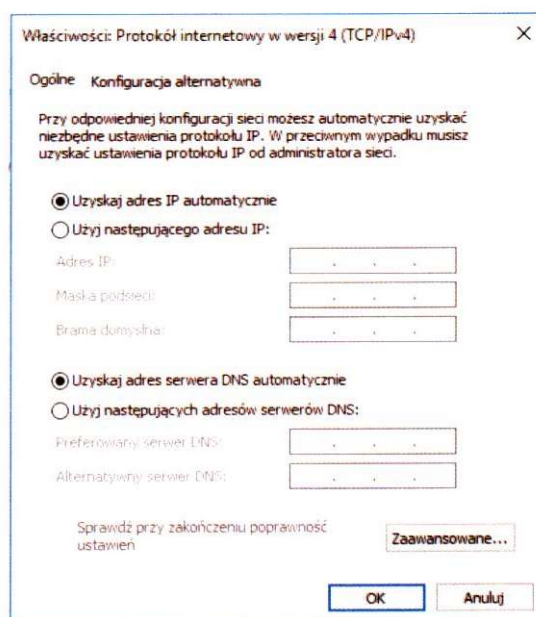 Właściwości: Protokół internetowy w wersji 4 (TCP/IPv4)
Ogólne Konfiguracja alternatywna
Przy odpowiedniej konfiguracji sieci możesz automatycznie uzyskać
niezbędne ustawienia protokołu IP. W przeciwnym wypadku musisz
uzyskać ustawienia protokołu IP od administratora sieci.
Uzyskaj adres IP automatycznie
Użyj następującego adresu IP:
Adres IP:
Maska podsieci:
Brama domyślna:
Uzyskaj adres serwera DNS automatycznie
Użyj następujących adresów serwerów DNS:
Preferowany serwer DNS:
Alternatywny serwer DNS:
Sprawdź przy zakończeniu poprawność
ustawień
Zaawansowane...
OK Anuluj